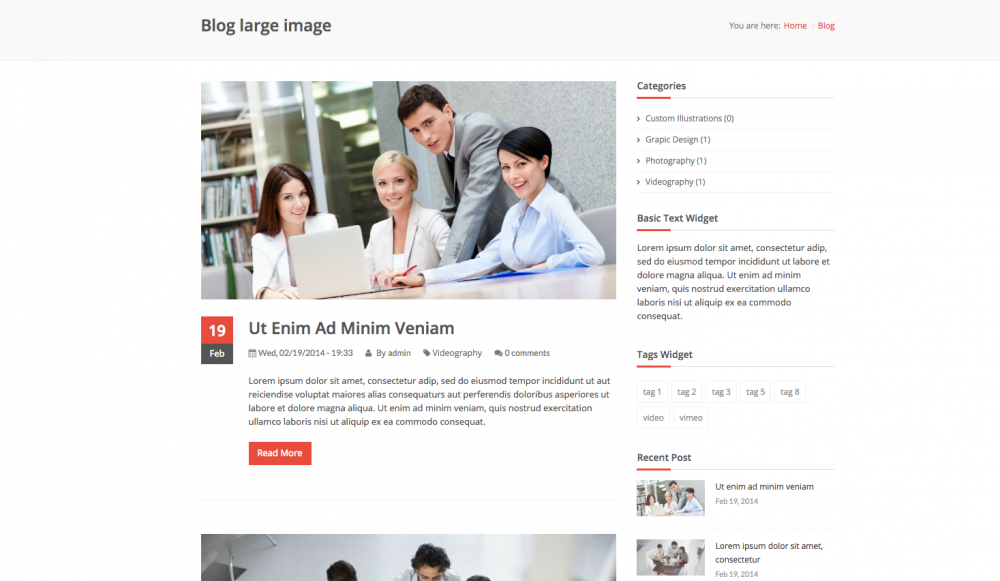 Blog large image
You are here: Home Blog
19
Feb
Ut Enim Ad Minim Veniam
Wed, 02/19/2014 - 19:33 By admin Videography 0 comments
Lorem ipsum dolor sit amet, consectetur adip, sed do eiusmod tempor incididunt ut aut
reiciendise voluptat maiores alias consequaturs aut perferendis doloribus asperiores ut
labore et dolore magna aliqua. Ut enim ad minim veniam, quis nostrud exercitation
ullamco laboris nisi ut aliquip ex ea commodo consequat.
Read More
Categories
Custom Illustrations (0)
Grapic Design (1)
Photography (1)
Videography (1)
Basic Text Widget
Lorem ipsum dolor sit amet, consectetur adip,
sed do eiusmod tempor incididunt ut labore et
dolore magna aliqua. Ut enim ad minim
veniam, quis nostrud exercitation ullamco
laboris nisi ut aliquip ex ea commodo
consequat.
Tags Widget
tag 1 tag 2 tag 3 tag 5 tag 8
video vimeo
Recent Post
Ut enim ad minim veniam
Feb 19, 2014
Lorem ipsum dolor sit amet,
consectetur
Feb 19, 2014